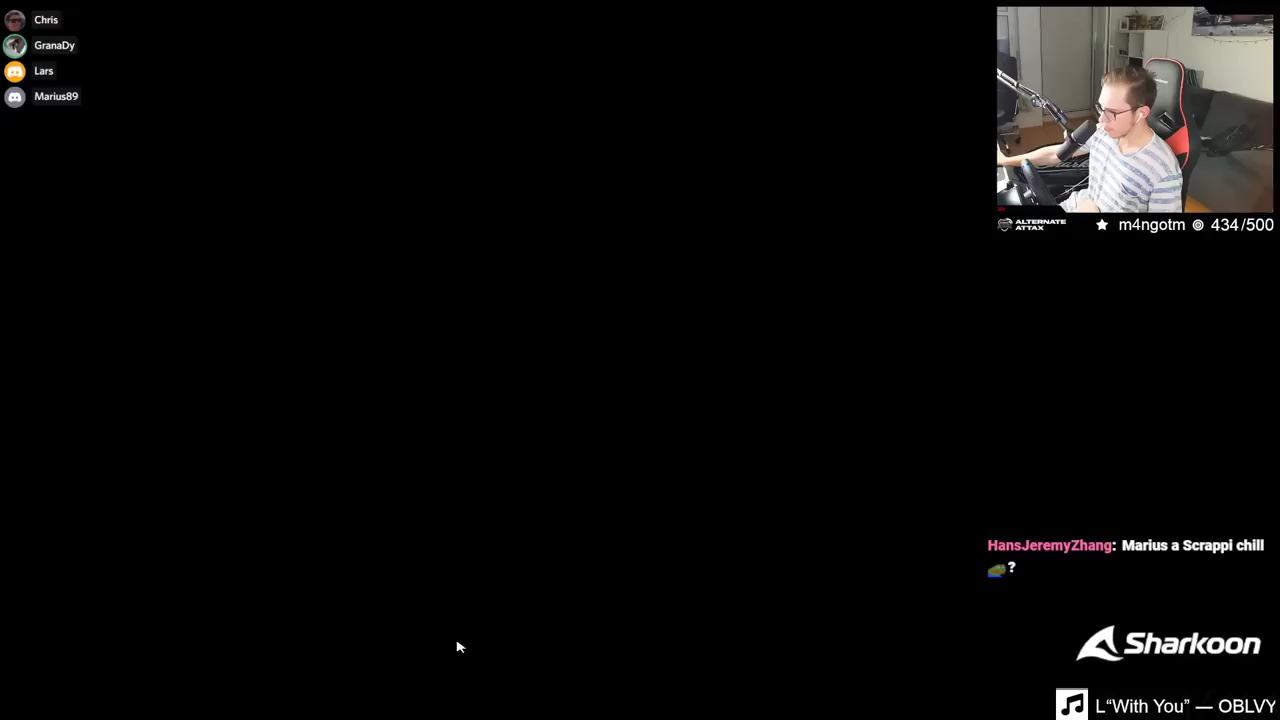 Chris
GranaDy
Lars
Marius89
ALTERNATE
ATTAX
m4ngotm
434/500
HansJeremyZhang: Marius a Scrappi chill
?
Sharkoon
L“With You” — OBLVY